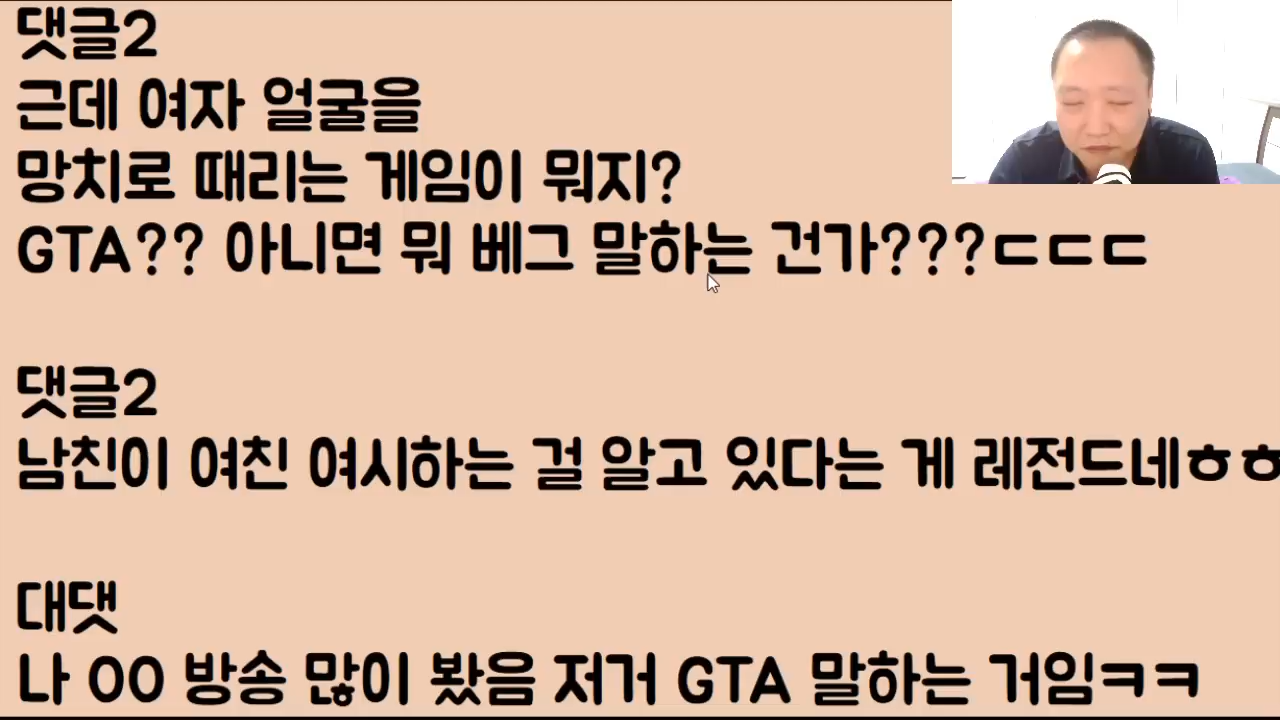 댓글2
근데 여자 얼굴을
망치로 때리는 게임이 뭐지?
GTA?? 아니면 뭐 베그 말하는 건가???ㄷㄷㄷ
댓글2
남친이 여친 여시하는 걸 알고 있다는 게 레전드네ㅎㅎ
대댓
나 OO 방송 많이 봤음 저거 GTA 말하는 거임ㅋㅋ